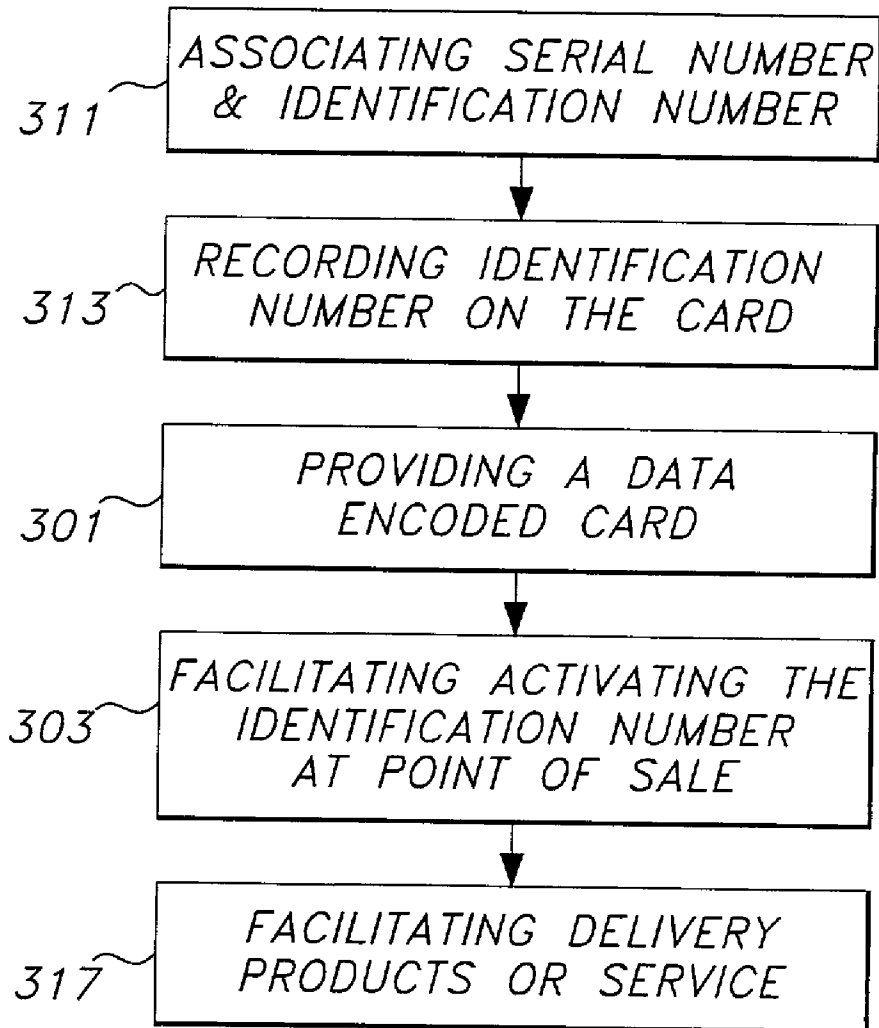 ASSOCIATING SERIAL NUMBER
& IDENTIFICATION NUMBER
311
RECORDING IDENTIFICATION
NUMBER ON THE CARD
313
PROVIDING A DATA
ENCODED CARD
301
FACILITATING ACTIVATING THE
IDENTIFICATION NUMBER
AT POINT OF SALE
303
FACILITATING DELIVERY
PRODUCTS OR SERVICE
317